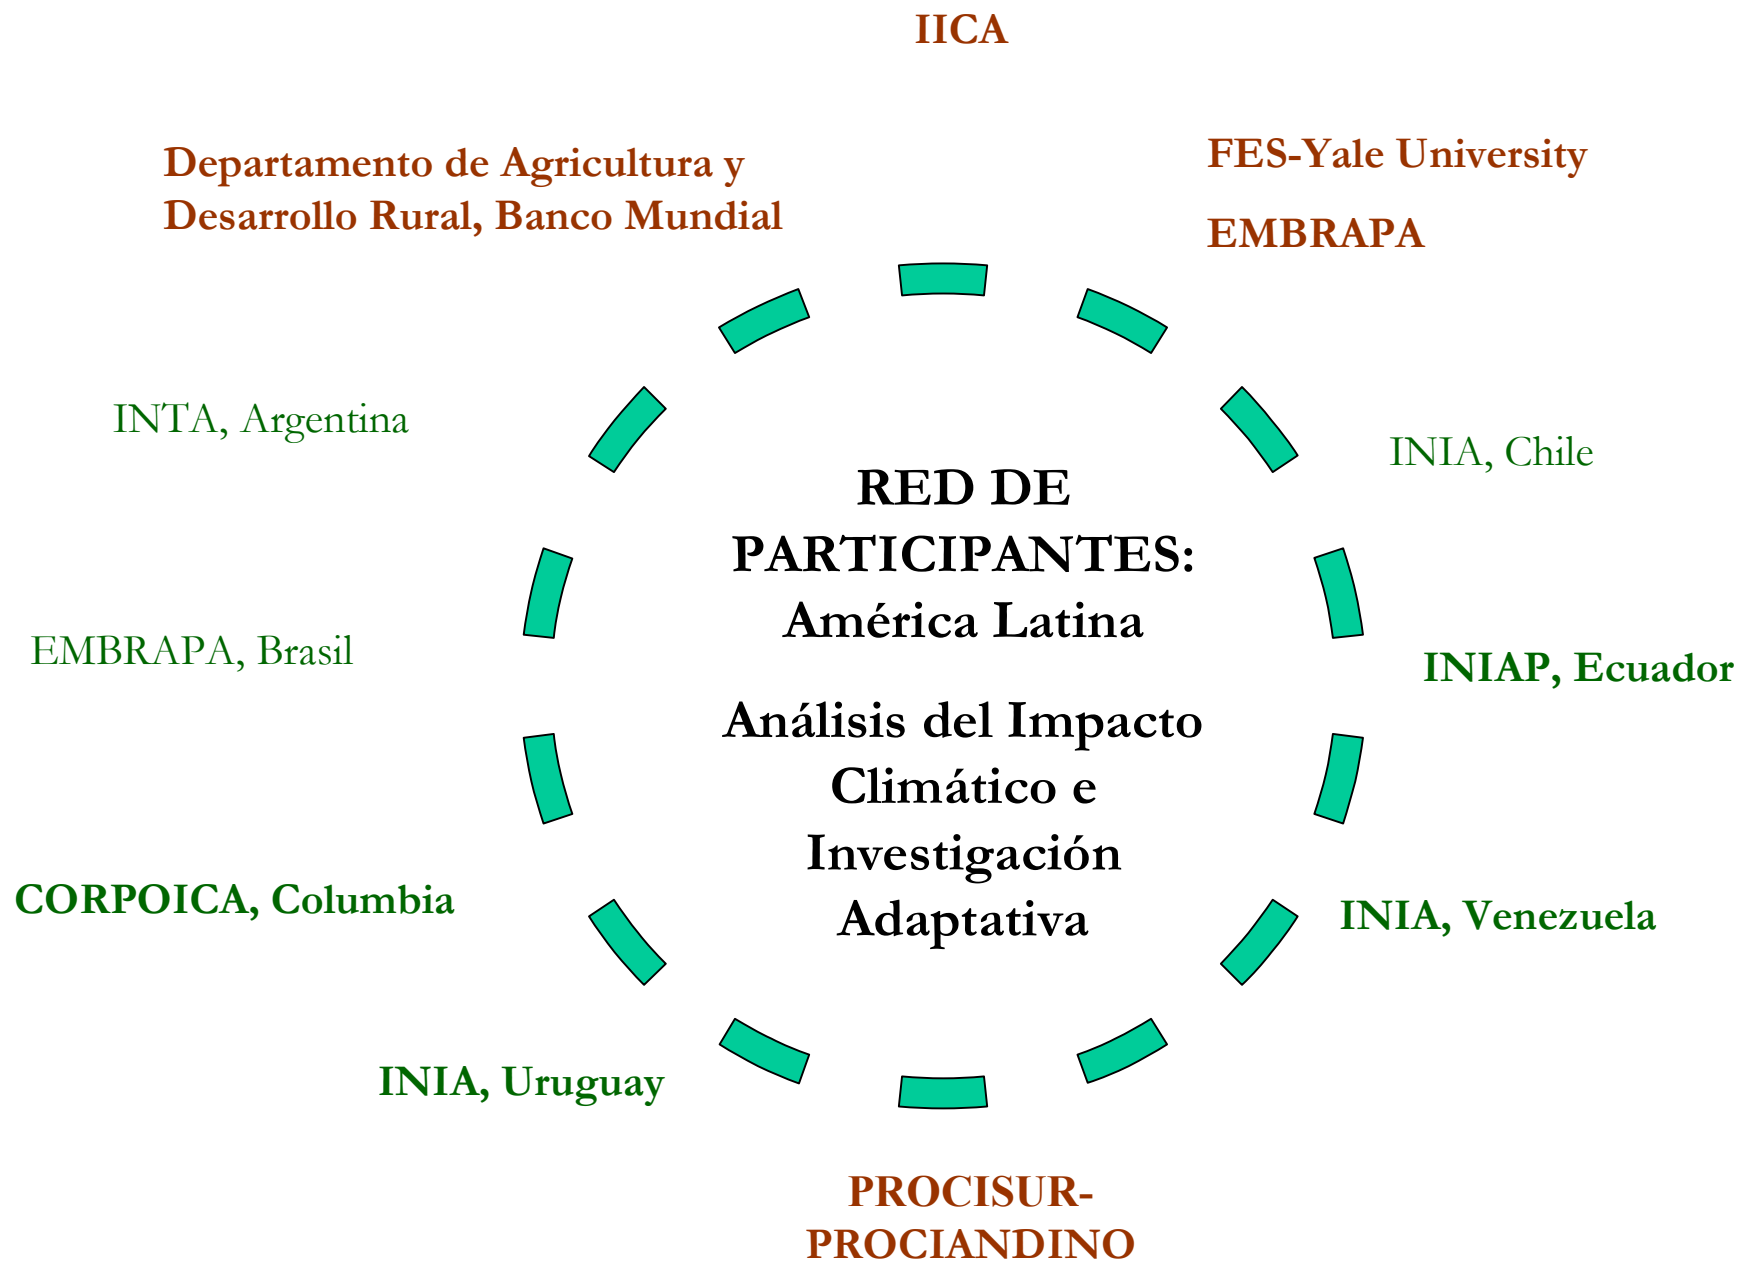 IICA
Departamento de Agricultura y
Desarrollo Rural, Banco Mundial
FES-Yale University
EMBRAPA
INTA, Argentina
INIA, Chile
RED DE
PARTICIPANTES:
América Latina
EMBRAPA, Brasil
INIAP, Ecuador
Análisis del Impacto
Climático e
Investigación
Adaptativa
CORPOICA, Columbia
INIA, Venezuela
INIA, Uruguay
PROCISUR-
PROCIANDINO